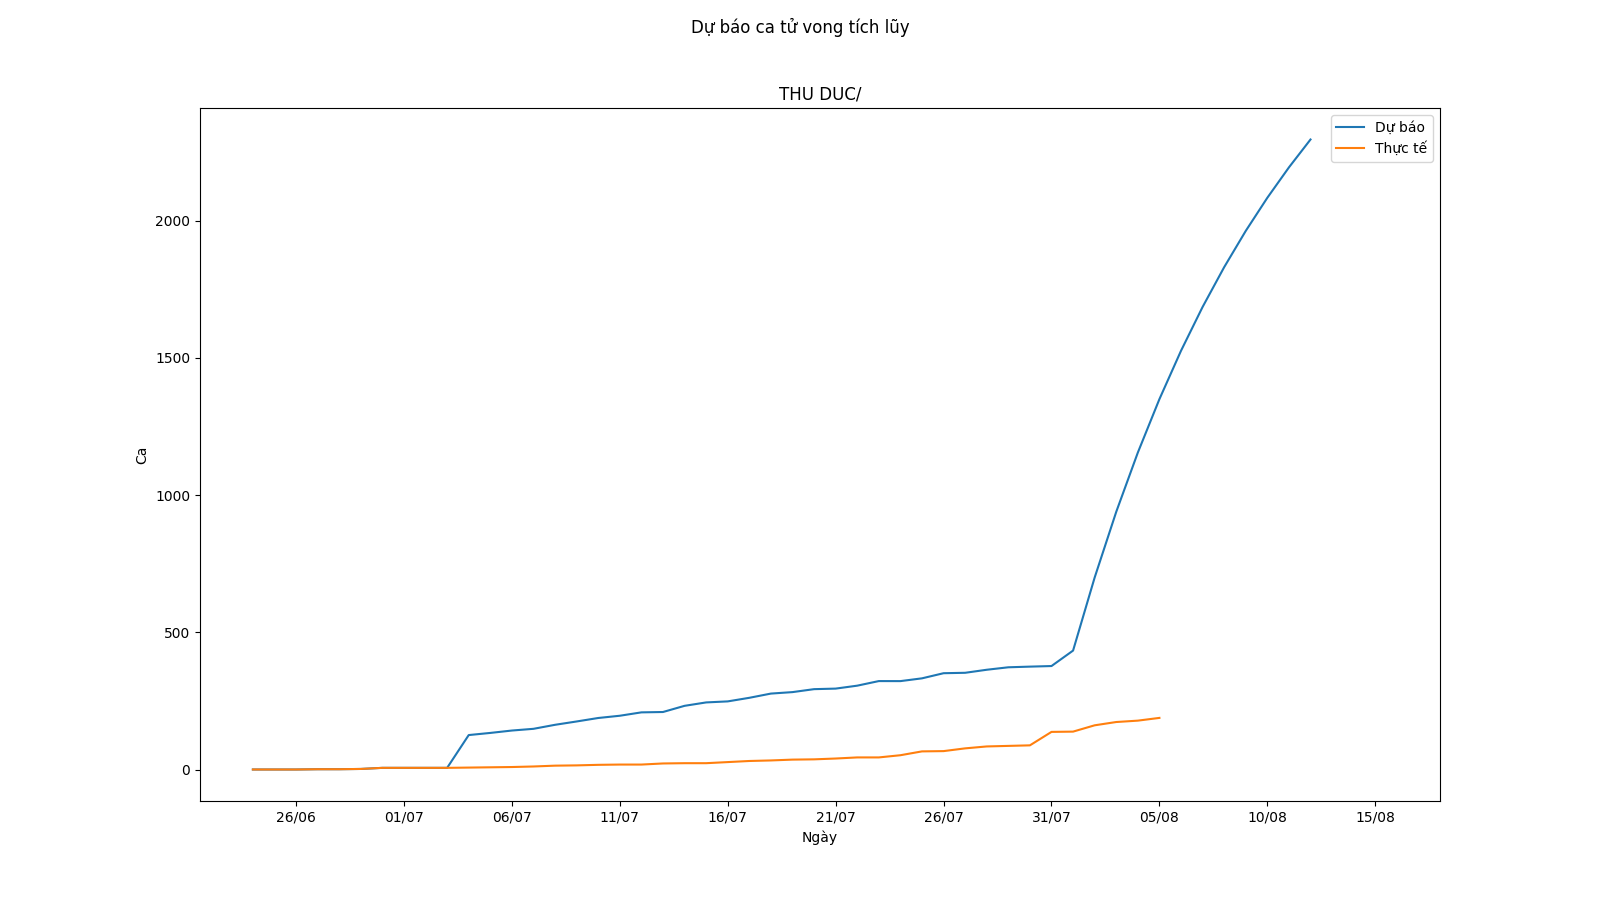 Dự báo ca tử vong tích lũy
THU DUC/
Dự báo
Thực tế
2000
1500
1000
500
0
Ca
26/06 01/07 06/07 11/07 16/07 21/07 26/07 31/07 05/08 10/08 15/08
Ngày